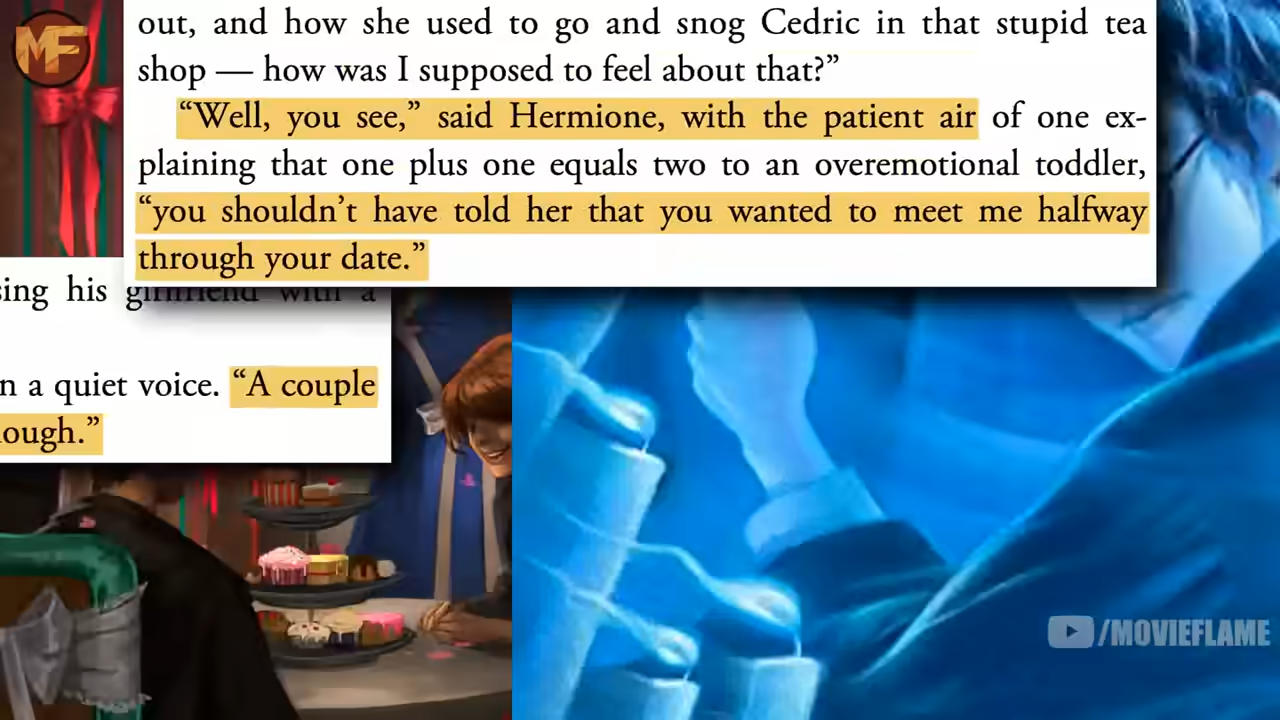 MF
out, and how she used to go and snog Cedric in that stupid tea
shop — how was I supposed to feel about that?”
“Well, you see,” said Hermione, with the patient air of one ex-
plaining that one plus one equals two to an overemotional toddler,
“you shouldn’t have told her that you wanted to meet me halfway
through your date.”
sing his girlfriend with a
n a quiet voice. “A couple
ough.”
/MOVIEFLAME